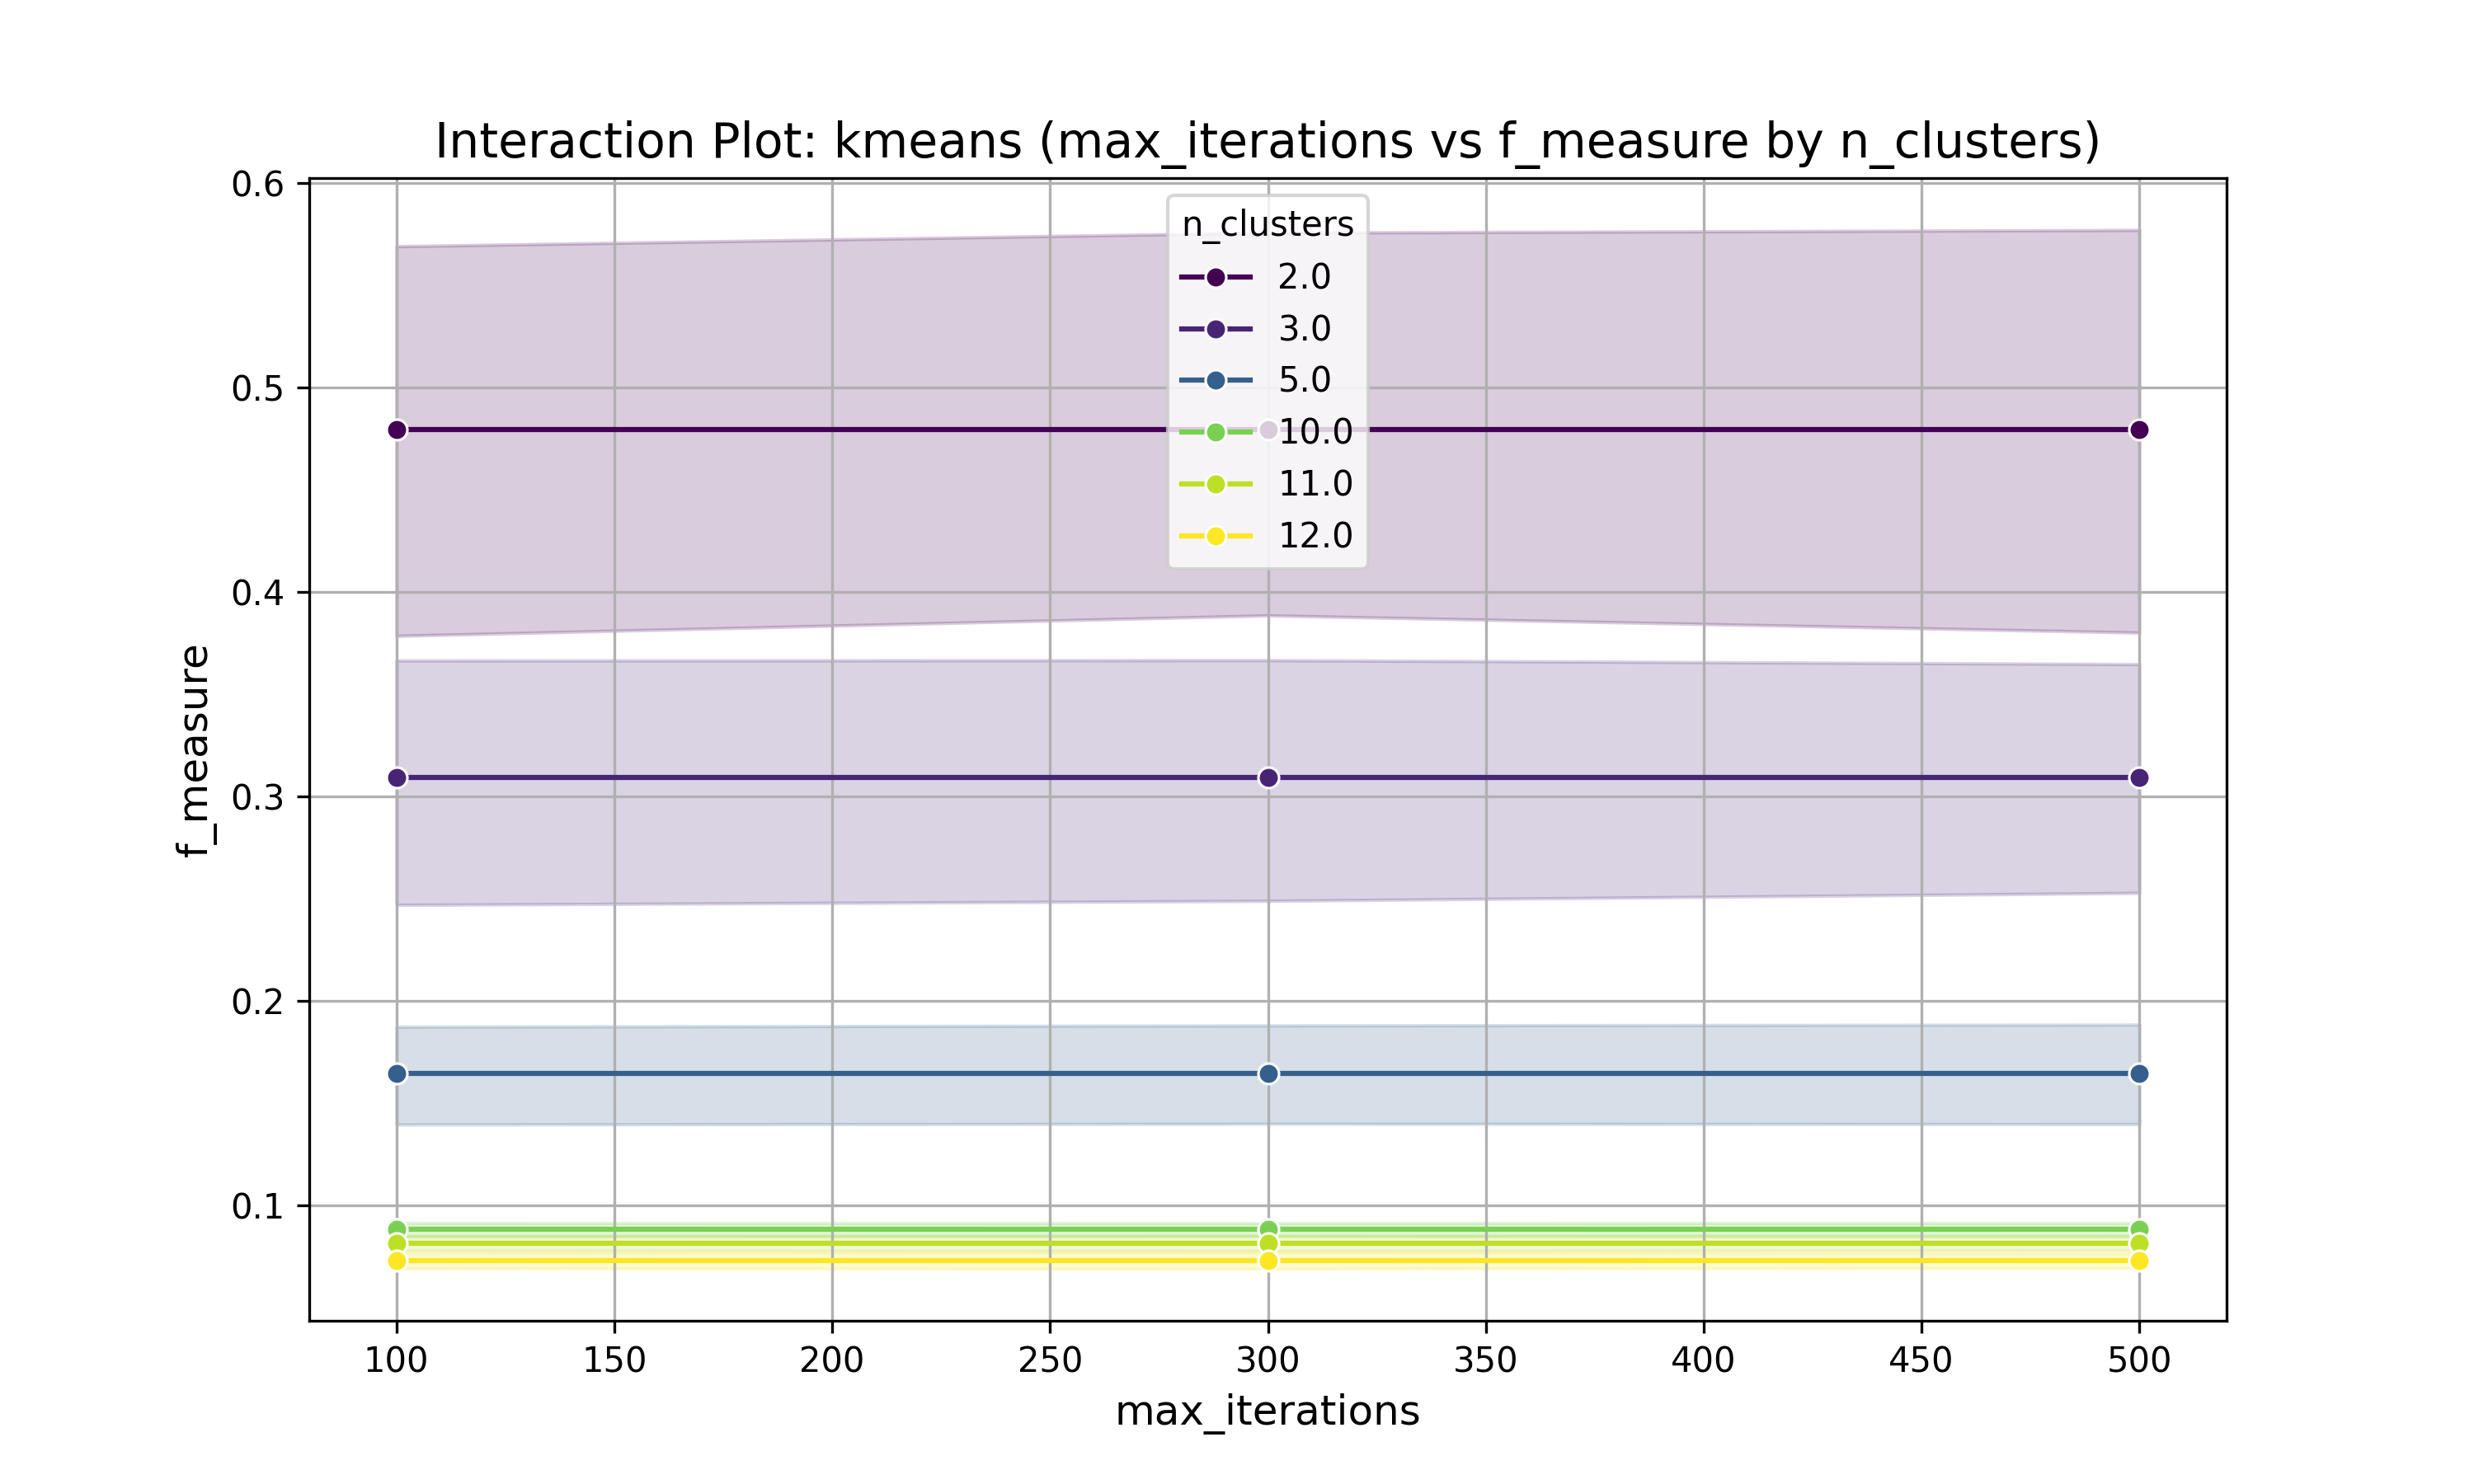 Interaction Plot: kmeans (max_iterations vs f_measure by n_clusters)
0.6
0.5
0.4
0.3
0.2
0.1
f_measure
n_clusters
2.0
3.0
5.0
10.0
11.0
12.0
100 150 200 250 300 350 400 450 500
max_iterations